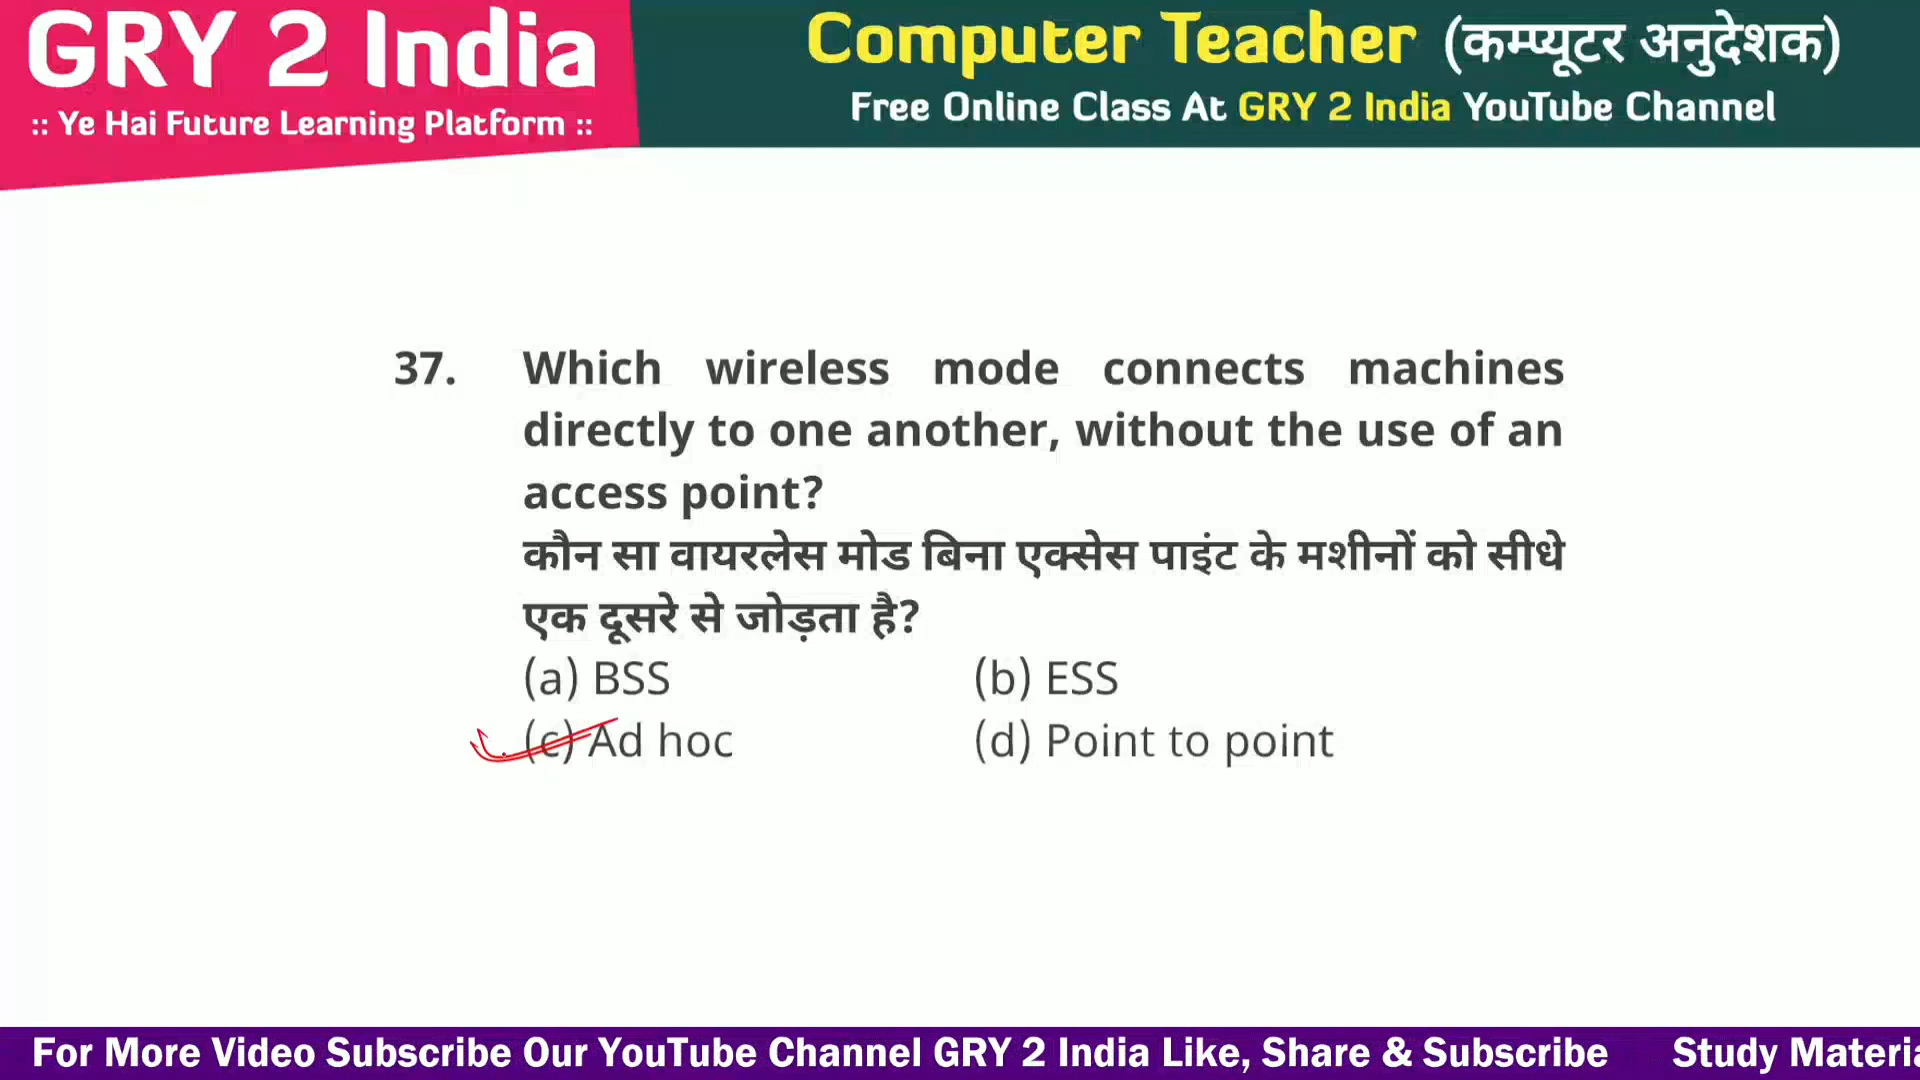 GRY 2 India
:: Ye Hai Future Learning Platform ::
Computer Teacher (कम्प्यूटर अनुदेशक)
Free Online Class At GRY 2 India YouTube Channel
37. Which wireless mode connects machines
directly to one another, without the use of an
access point?
कौन सा वायरलेस मोड बिना एक्सेस पाइंट के मशीनों को सीधे
एक दूसरे से जोड़ता है?
(a) BSS (b) ESS
(c) Ad hoc (d) Point to point
For More Video Subscribe Our YouTube Channel GRY 2 India Like, Share & Subscribe Study Materia